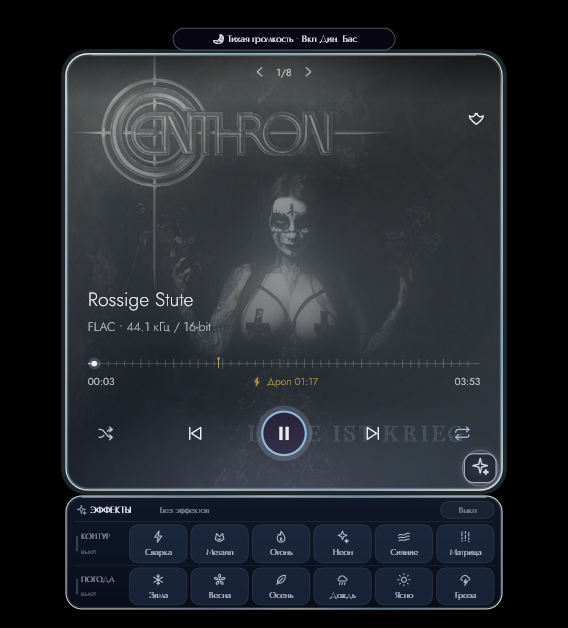 Тихая громкость · Вкл Дин. Бас
1/8
CENTHRON
Rossige Stute
FLAC · 44.1 кГц / 16-bit
00:03
Дроп 01:17
03:53
IST KRIEG
ЭФФЕКТЫ
Без эффектов
Выкл
КОНТУР
выкл
Сварка
Металл
Огонь
Неон
Сияние
Матрица
ПОГОДА
выкл
Зима
Весна
Осень
Дождь
Ясно
Гроза